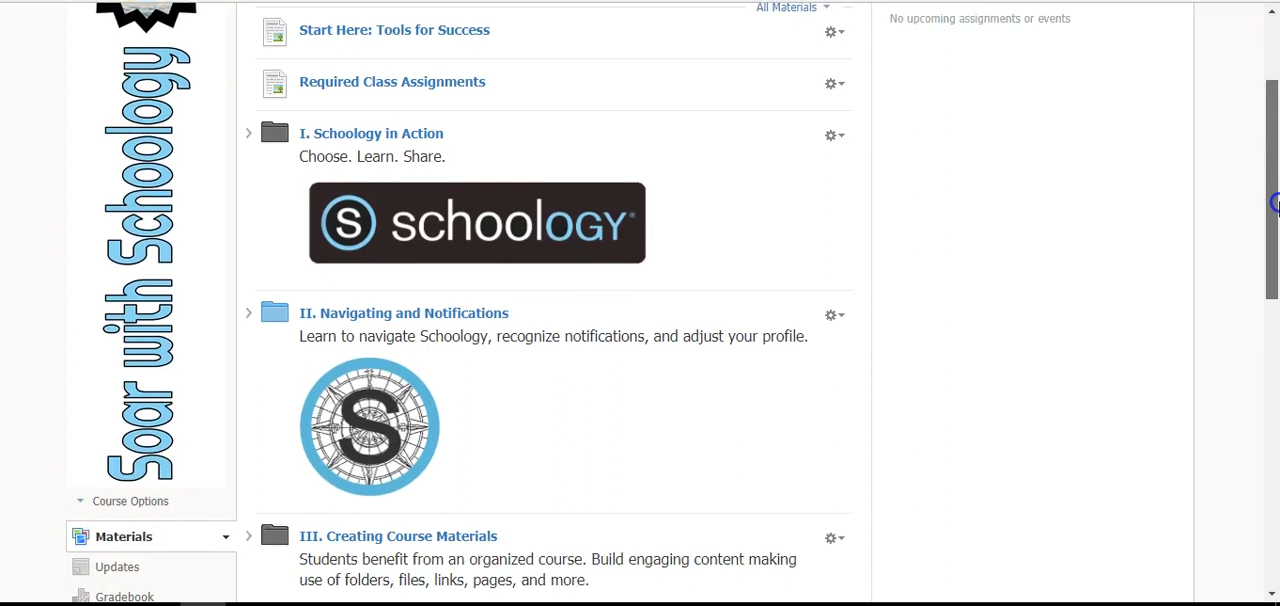 All Materials
No upcoming assignments or events
Start Here: Tools for Success
Required Class Assignments
I. Schoology in Action
Choose. Learn. Share.
S schoology®
II. Navigating and Notifications
Learn to navigate Schoology, recognize notifications, and adjust your profile.
S
III. Creating Course Materials
Students benefit from an organized course. Build engaging content making
use of folders, files, links, pages, and more.
Soar with Schoology
Course Options
Materials
Updates
Gradebook